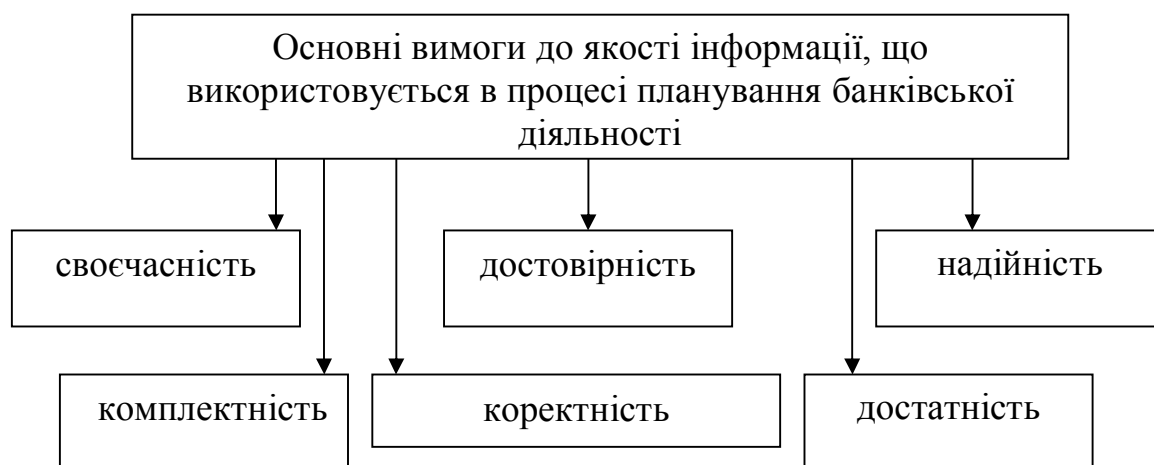 Основні вимоги до якості інформації, що
використовується в процесі планування банківської
діяльності
своєчасність
достовірність
надійність
комплектність
коректність
достатність